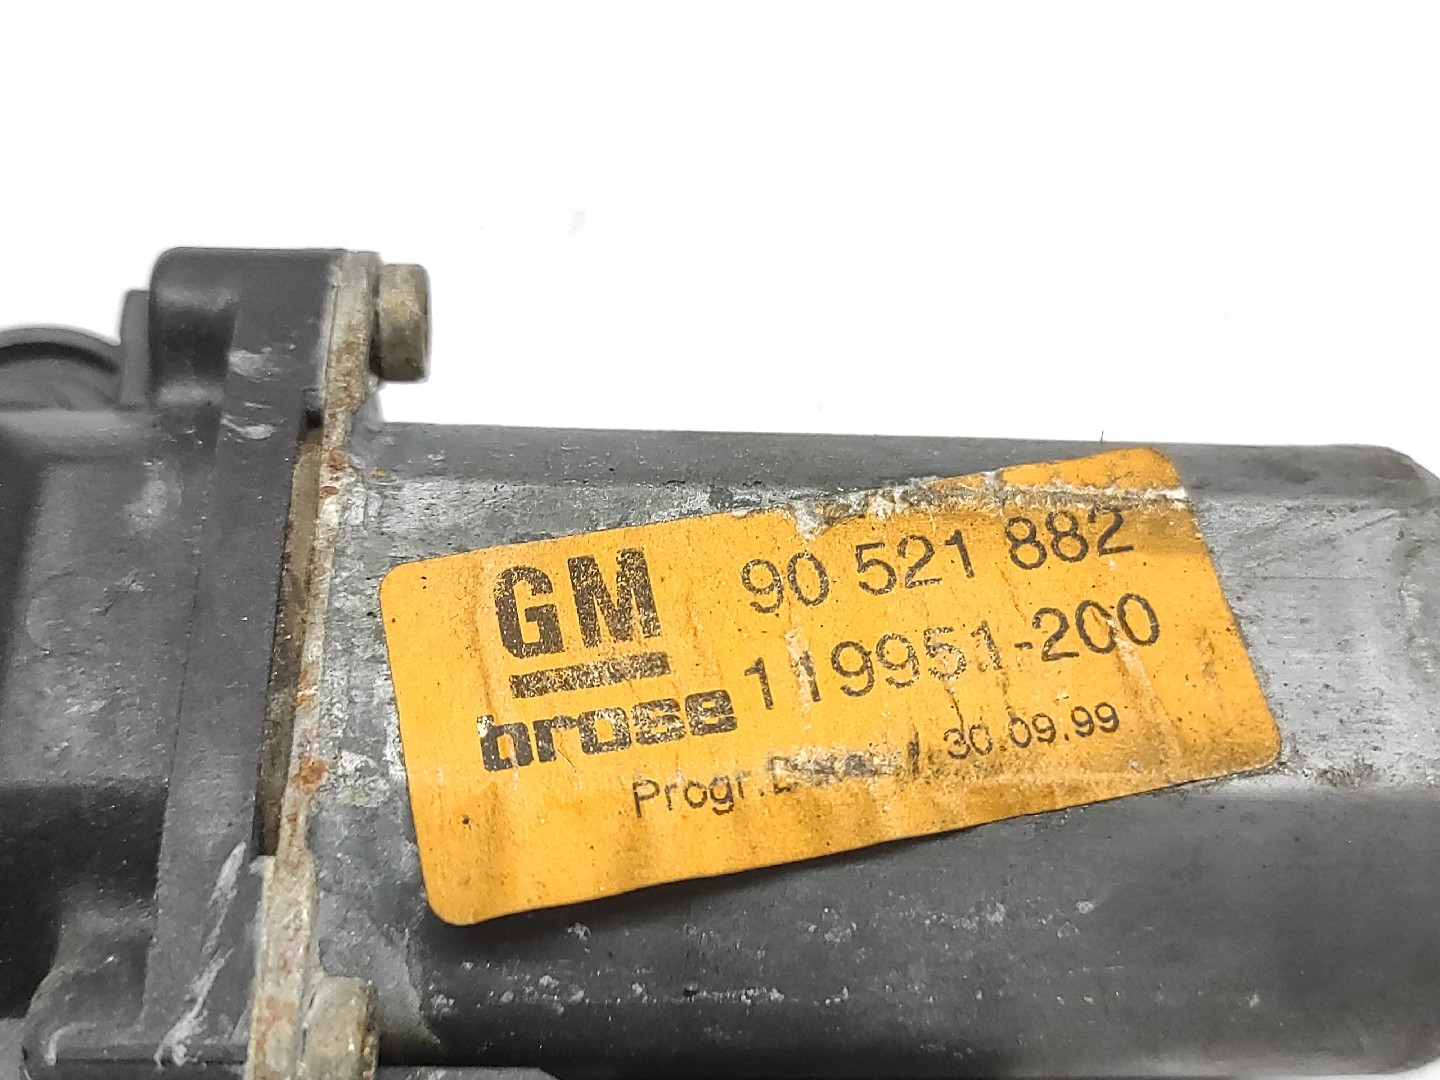 GM 90 521 882
brose 119951-200
Progr. 30.09.99